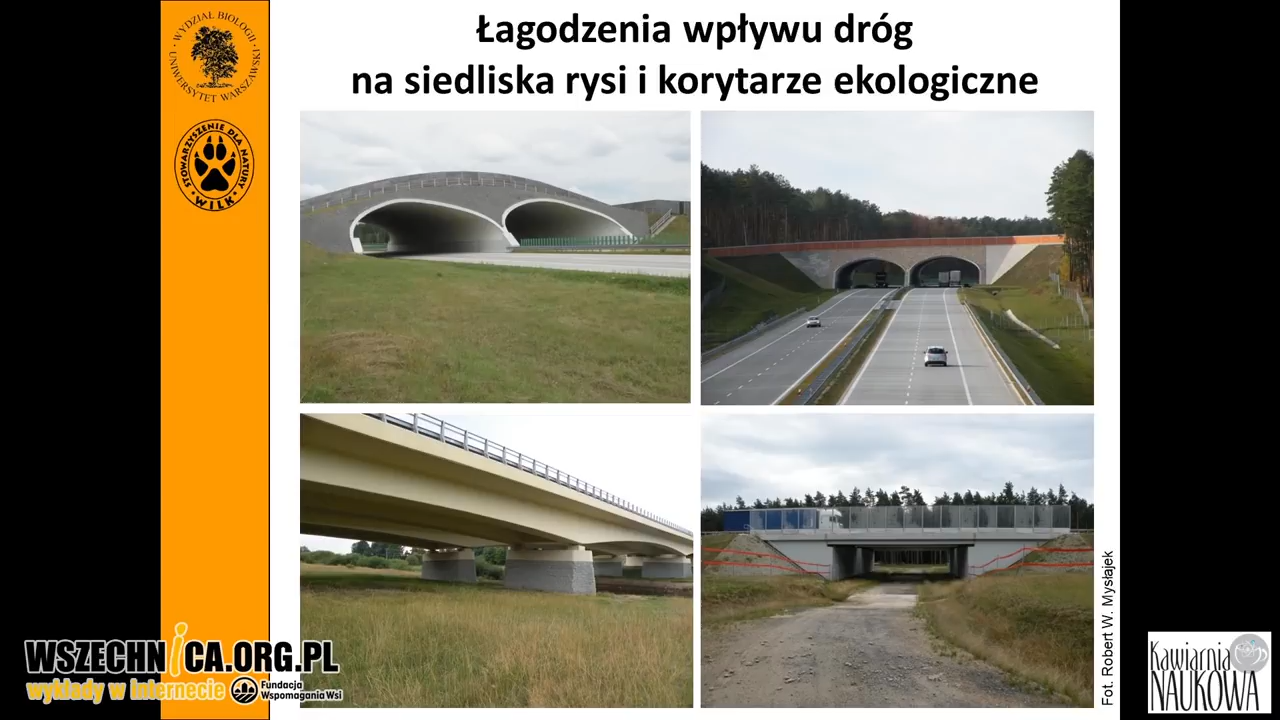 Łagodzenia wpływu dróg
na siedliska rysi i korytarze ekologiczne
WYDZIAŁ BIOLOGII
UNIWERSYTET WARSZAWSKI
STOWARZYSZENIE DLA NATURY
WILK
Fot. Robert W. Mysłajek
WSZECHNiCA.ORG.PL
wykłady w internecie
Fundacja
Wspomagania Wsi
Kawiarnia
NAUKOWA